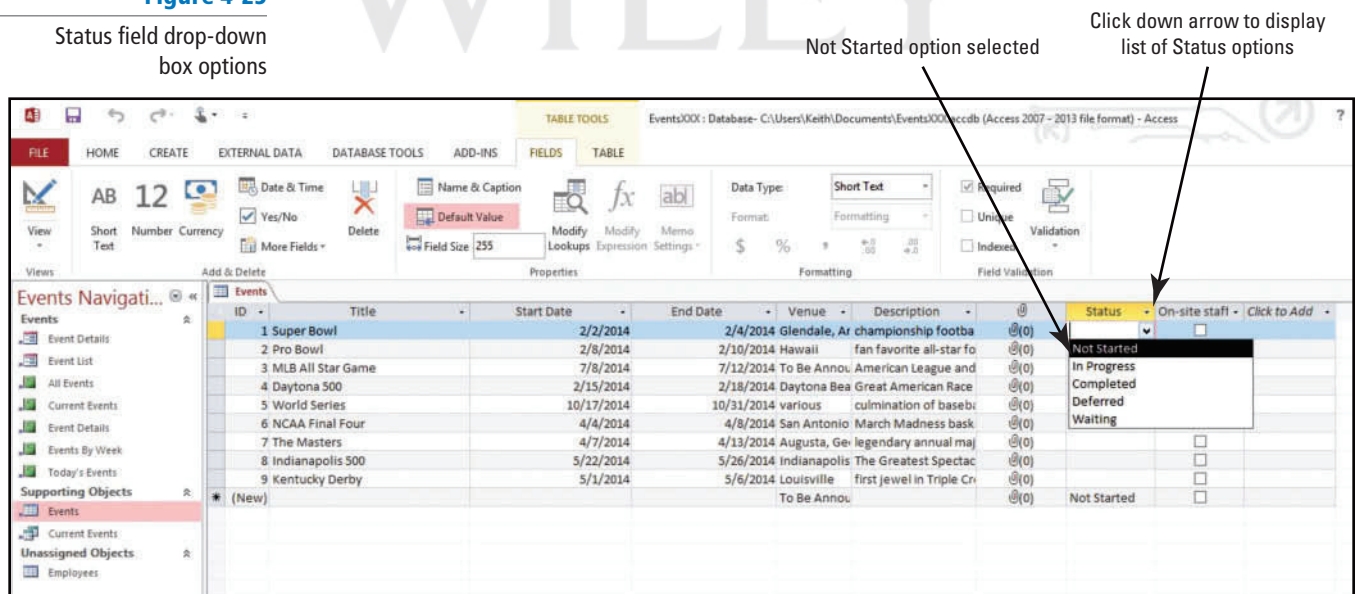 Figure 4-25
Status field drop-down
box options
WILEY
Not Started option selected
Click down arrow to display
list of Status options
TABLE TOOLS
EventsXXX : Database- C:\Users\Keith\Documents\EventsXXX.accdb (Access 2007 - 2013 file format) - Access
?
FILE HOME CREATE EXTERNAL DATA DATABASE TOOLS ADD-INS FIELDS TABLE
View
AB
Short Text
12
Number
Currency
Date & Time
Yes/No
More Fields
Delete
Name & Caption
Default Value
Field Size 255
Modify Lookups
fx
Modify Expression
abl
Memo Settings
Data Type: Short Text
Format: Formatting
$ % ,
Required
Unique
Indexed
Validation
Views Add & Delete Properties Formatting Field Validation
Events Navigati...
Events
Event Details
Event List
All Events
Current Events
Event Details
Events By Week
Today's Events
Supporting Objects
Events
Current Events
Unassigned Objects
Employees
Events
ID Title Start Date End Date Venue Description Status On-site staff Click to Add
1 Super Bowl 2/2/2014 2/4/2014 Glendale, Ar championship footba (0)
2 Pro Bowl 2/8/2014 2/10/2014 Hawaii fan favorite all-star fo (0)
3 MLB All Star Game 7/8/2014 7/12/2014 To Be Annou American League and (0)
4 Daytona 500 2/15/2014 2/18/2014 Daytona Bea Great American Race (0)
5 World Series 10/17/2014 10/31/2014 various culmination of baseba (0)
6 NCAA Final Four 4/4/2014 4/8/2014 San Antonio March Madness bask (0)
7 The Masters 4/7/2014 4/13/2014 Augusta, Ge legendary annual maj (0)
8 Indianapolis 500 5/22/2014 5/26/2014 Indianapolis The Greatest Spectac (0)
9 Kentucky Derby 5/1/2014 5/6/2014 Louisville first jewel in Triple Cr (0)
* (New) To Be Annou (0) Not Started
Not Started
In Progress
Completed
Deferred
Waiting